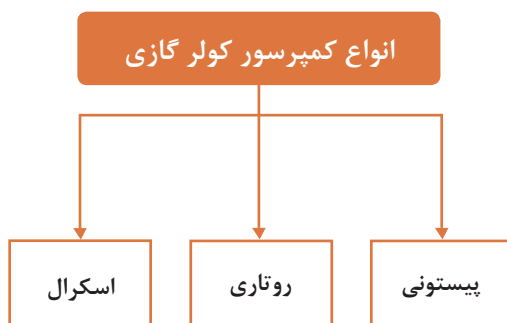 انواع کمپرسور کولر گازی
پیستونی
روتاری
اسکرال